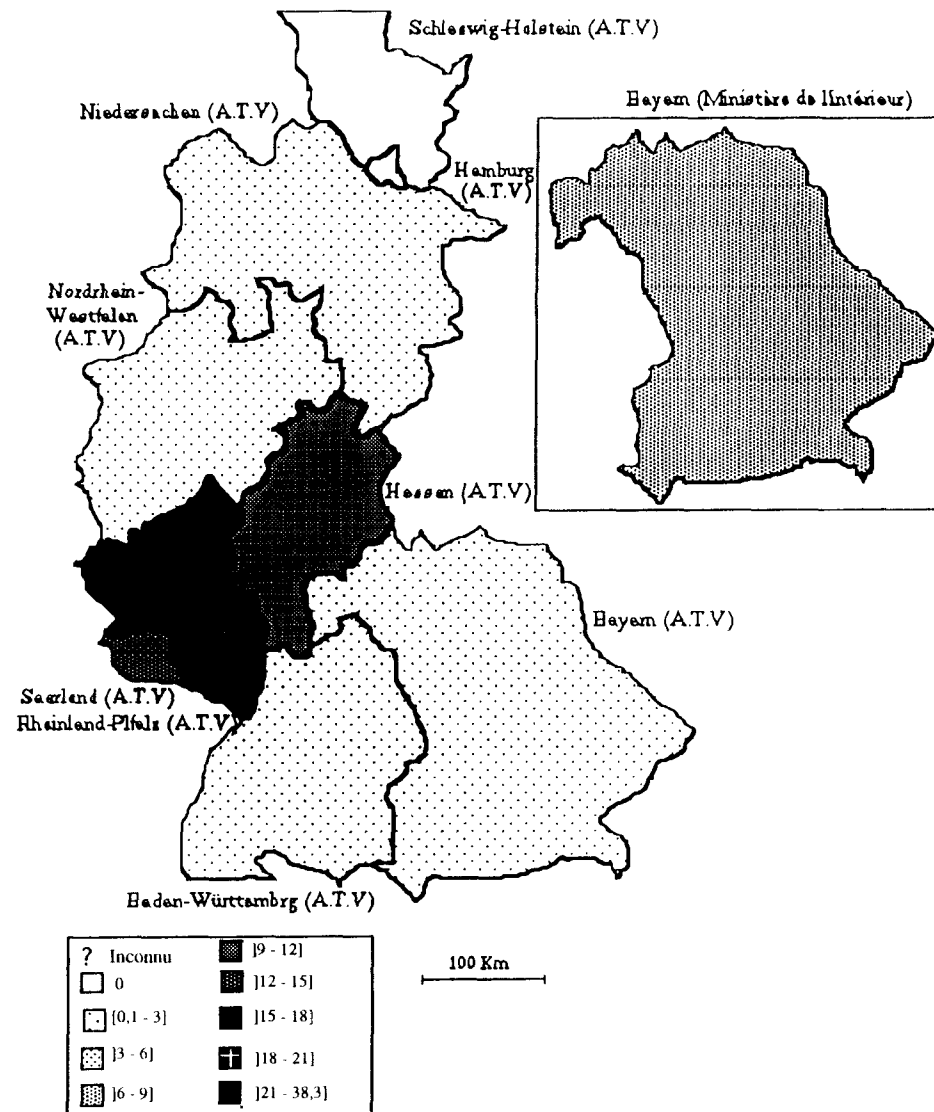 Schleswig-Holstein (A.T.V)
Niedersachen (A.T.V)
Bayern (Ministère de l'Intérieur)
Hamburg
(A.T.V)
Nordrhein-
Westfalen
(A.T.V)
Hessen (A.T.V)
Bayern (A.T.V)
Saarland (A.T.V)
Rheinland-Plfalz (A.T.V)
Baden-Württambrg (A.T.V)
? Inconnu
0
[0,1 - 3]
]3 - 6]
]6 - 9]
]9 - 12]
]12 - 15]
]15 - 18]
]18 - 21]
]21 - 38,3]
100 Km